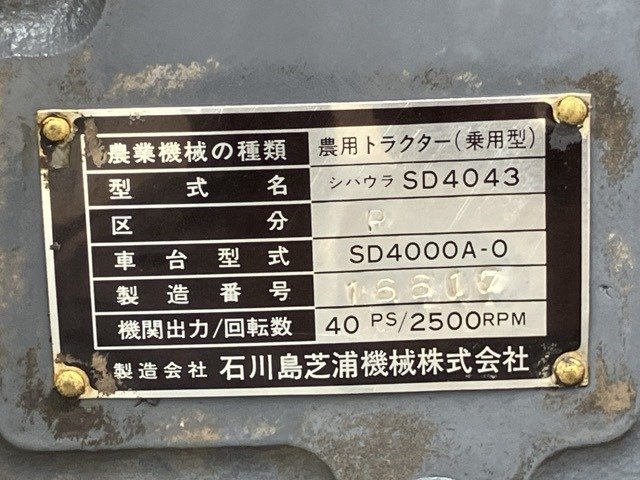 農業機械の種類 農用トラクター(乗用型)
型式名 シハウラ SD4043
区分 P
車台型式 SD4000A-0
製造番号
機関出力/回転数 40 PS/2500RPM
製造会社 石川島芝浦機械株式会社